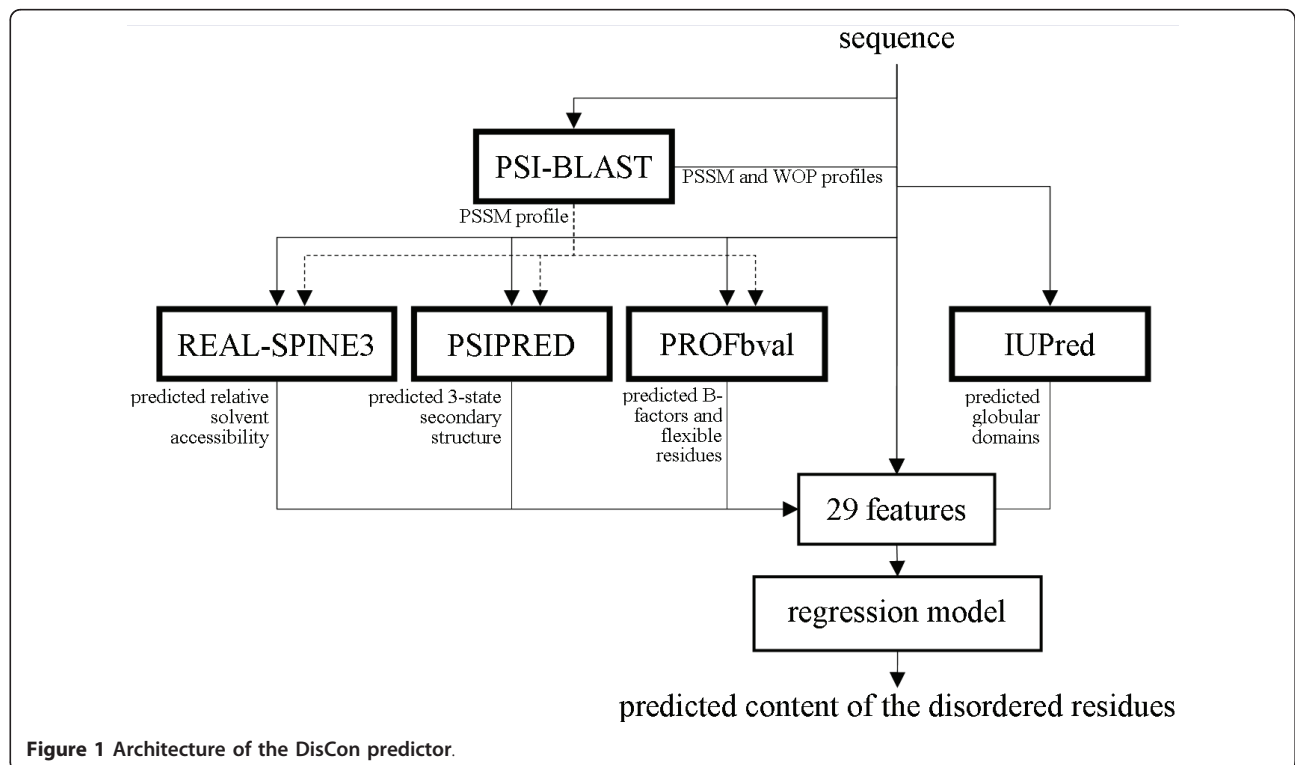 sequence
PSI-BLAST
PSSM and WOP profiles
PSSM profile
REAL-SPINE3
PSIPRED
PROFbval
IUPred
predicted relative
solvent
accessibility
predicted 3-state
secondary
structure
predicted B-
factors and
flexible
residues
predicted
globular
domains
29 features
regression model
predicted content of the disordered residues
Figure 1 Architecture of the DisCon predictor.